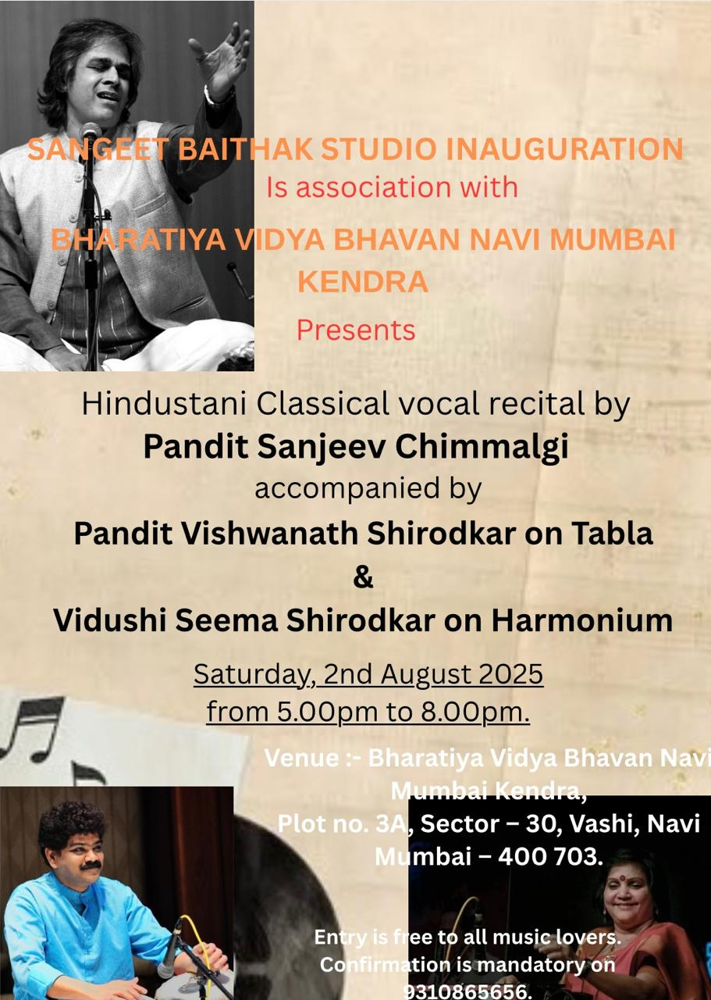 SANGEET BAITHAK STUDIO INAUGURATION
Is association with
BHARATIYA VIDYA BHAVAN NAVI MUMBAI
KENDRA
Presents
Hindustani Classical vocal recital by
Pandit Sanjeev Chimmalgi
accompanied by
Pandit Vishwanath Shirodkar on Tabla
&
Vidushi Seema Shirodkar on Harmonium
Saturday, 2nd August 2025
from 5.00pm to 8.00pm.
Venue :- Bharatiya Vidya Bhavan Navi
Mumbai Kendra,
Plot no. 3A, Sector – 30, Vashi, Navi
Mumbai – 400 703.
Entry is free to all music lovers.
Confirmation is mandatory on
9310865656.